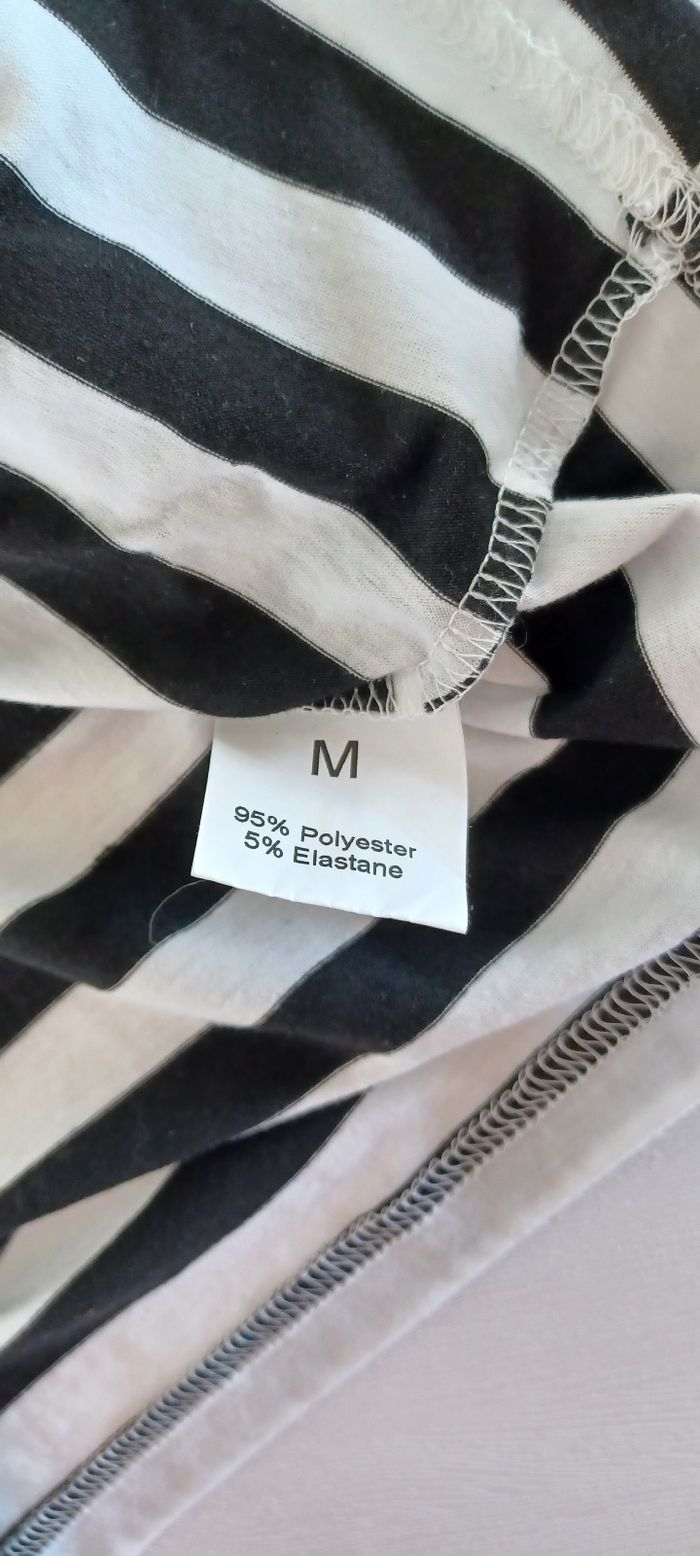 M
95% Polyester
5% Elastane